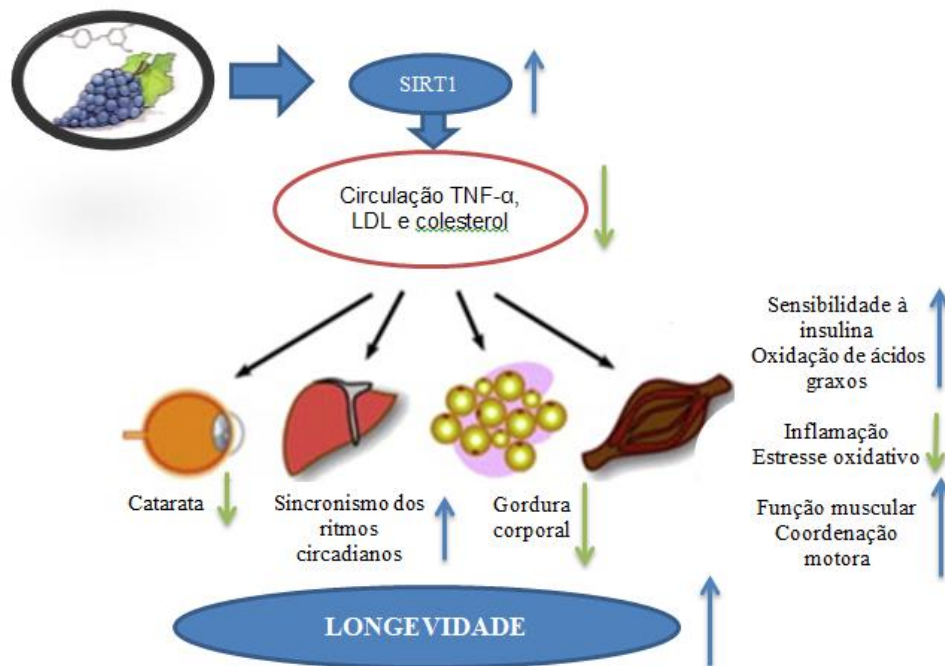 SIRT1
Circulação TNF-α,
LDL e colesterol
Sensibilidade à
insulina
Oxidação de ácidos
graxos
Inflamação
Estresse oxidativo
Função muscular
Coordenação
motora
Catarata
Sincronismo dos
ritmos
circadianos
Gordura
corporal
LONGEVIDADE